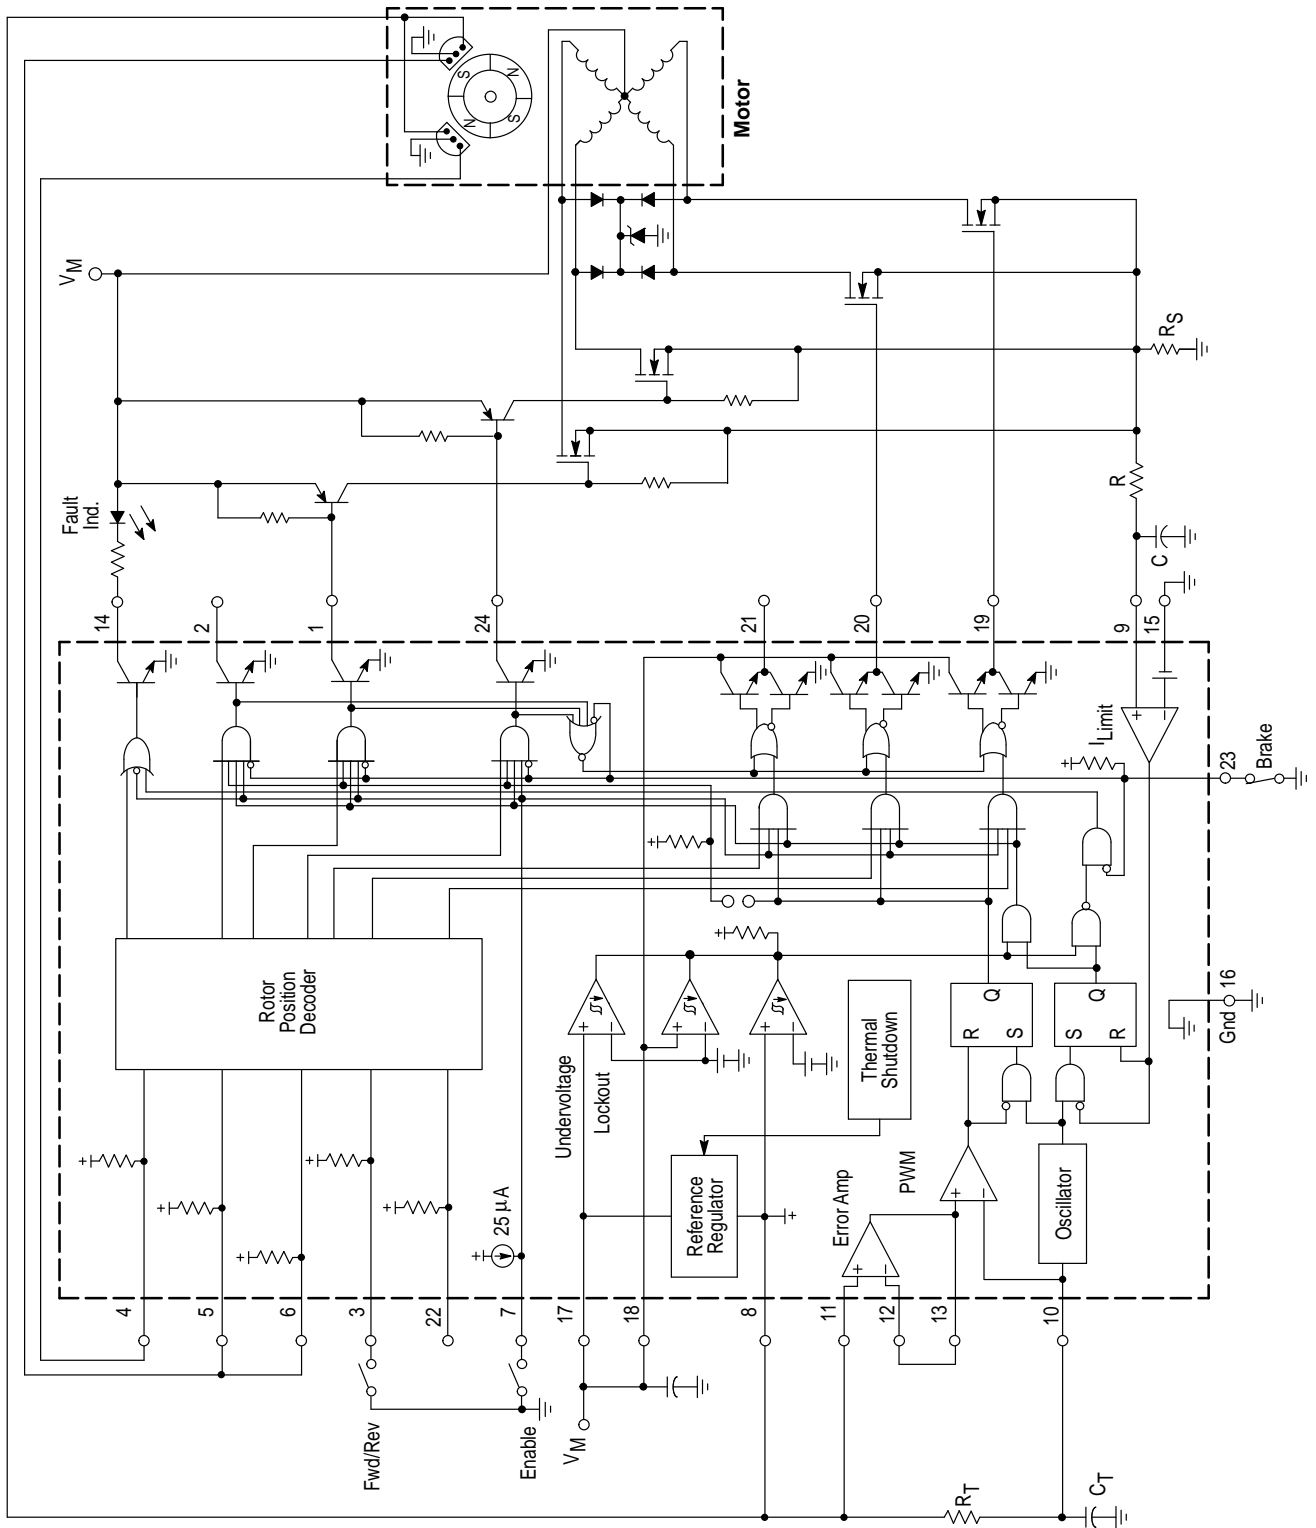 S
N
N
S
Motor
VM
Fault
Ind.
RS
R
C
14
2
1
24
21
20
19
9
15
ILimit
23
Brake
Gnd 16
Rotor
Position
Decoder
Undervoltage
Lockout
Thermal
Shutdown
Reference
Regulator
Error Amp
PWM
Oscillator
R
S
Q
S
R
Q
25 µA
4
5
6
3
22
7
17
18
8
11
12
13
10
Fwd/Rev
Enable
VM
RT
CT